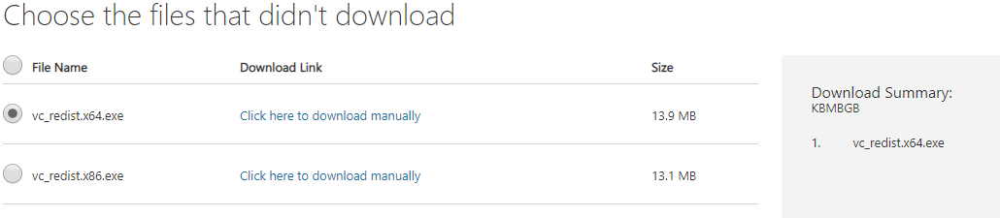 Choose the files that didn't download
File Name Download Link Size
vc_redist.x64.exe Click here to download manually 13.9 MB
vc_redist.x86.exe Click here to download manually 13.1 MB
Download Summary:
KBMBGB
1. vc_redist.x64.exe